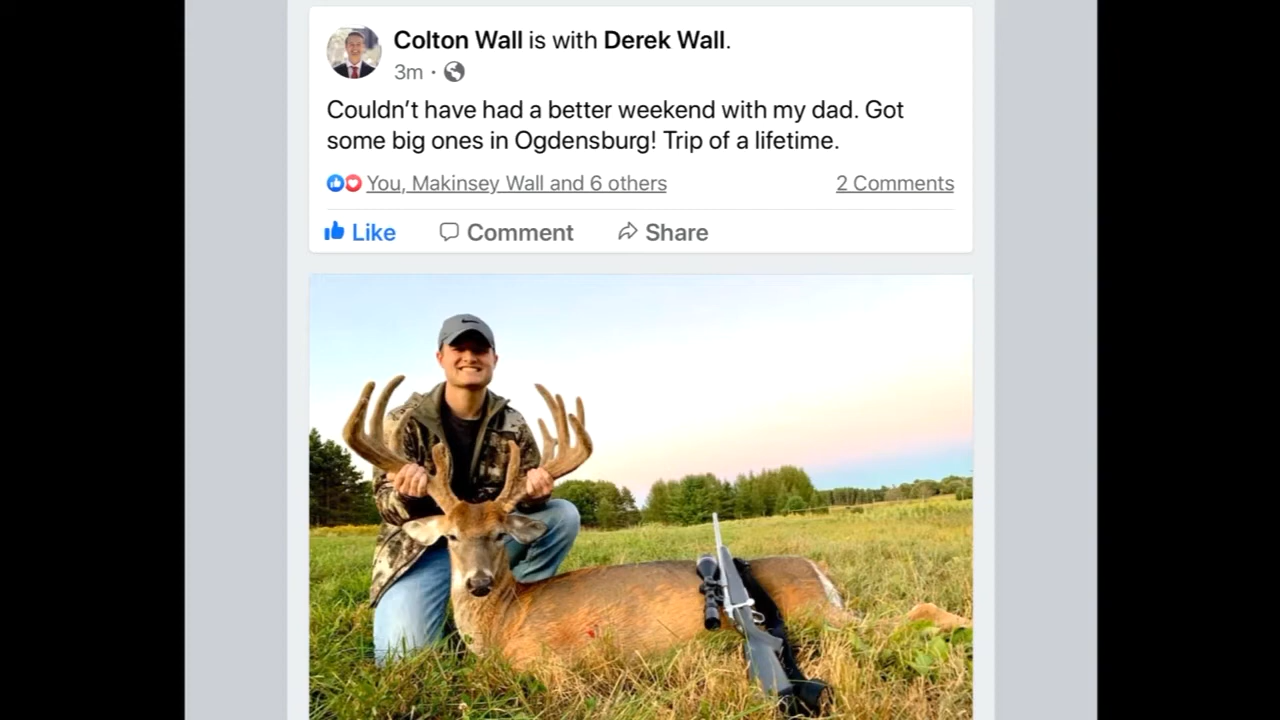 Colton Wall is with Derek Wall.
3m ·
Couldn’t have had a better weekend with my dad. Got
some big ones in Ogdensburg! Trip of a lifetime.
You, Makinsey Wall and 6 others
2 Comments
Like
Comment
Share